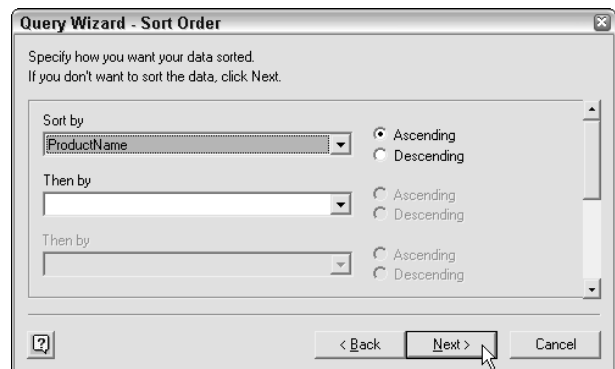 Query Wizard - Sort Order
Specify how you want your data sorted.
If you don't want to sort the data, click Next.
Sort by
ProductName
Ascending
Descending
Then by
Ascending
Descending
Then by
Ascending
Descending
?
< Back
Next >
Cancel